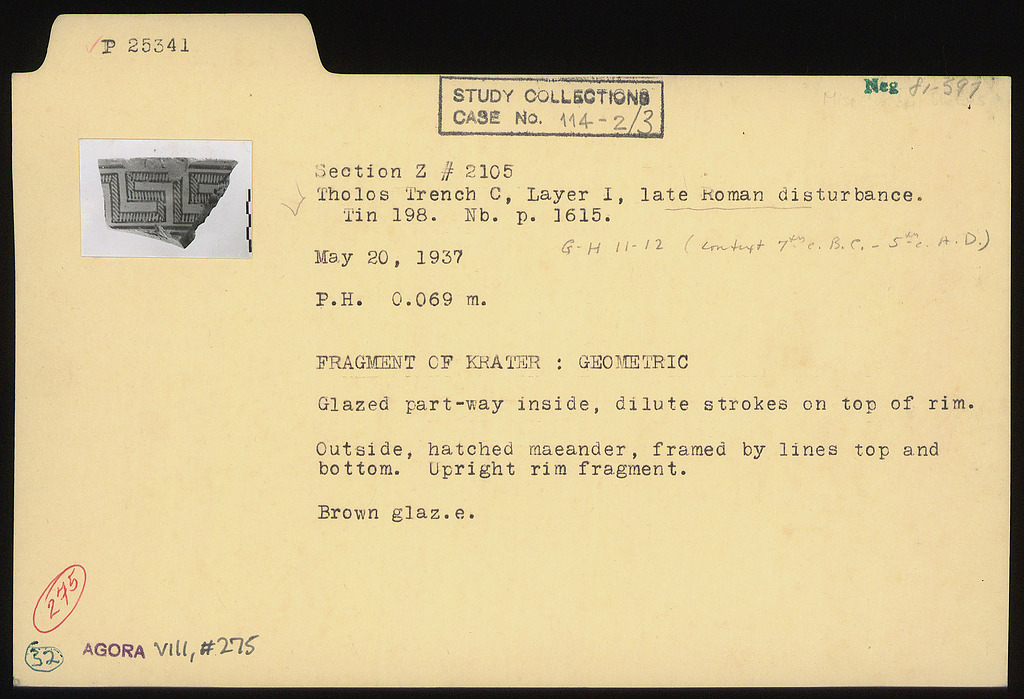 P 25341
Neg 81-597
STUDY COLLECTIONS
CASE No. 114-2/3
Section Z # 2105
Tholos Trench C, Layer I, late Roman disturbance.
Tin 198. Nb. p. 1615.
G-H 11-12 (context 7th c. B.C. - 5th c. A.D.)
May 20, 1937
P.H. 0.069 m.
FRAGMENT OF KRATER : GEOMETRIC
Glazed part-way inside, dilute strokes on top of rim.
Outside, hatched maeander, framed by lines top and
bottom. Upright rim fragment.
Brown glaz.e.
275
32
AGORA VIII, #275